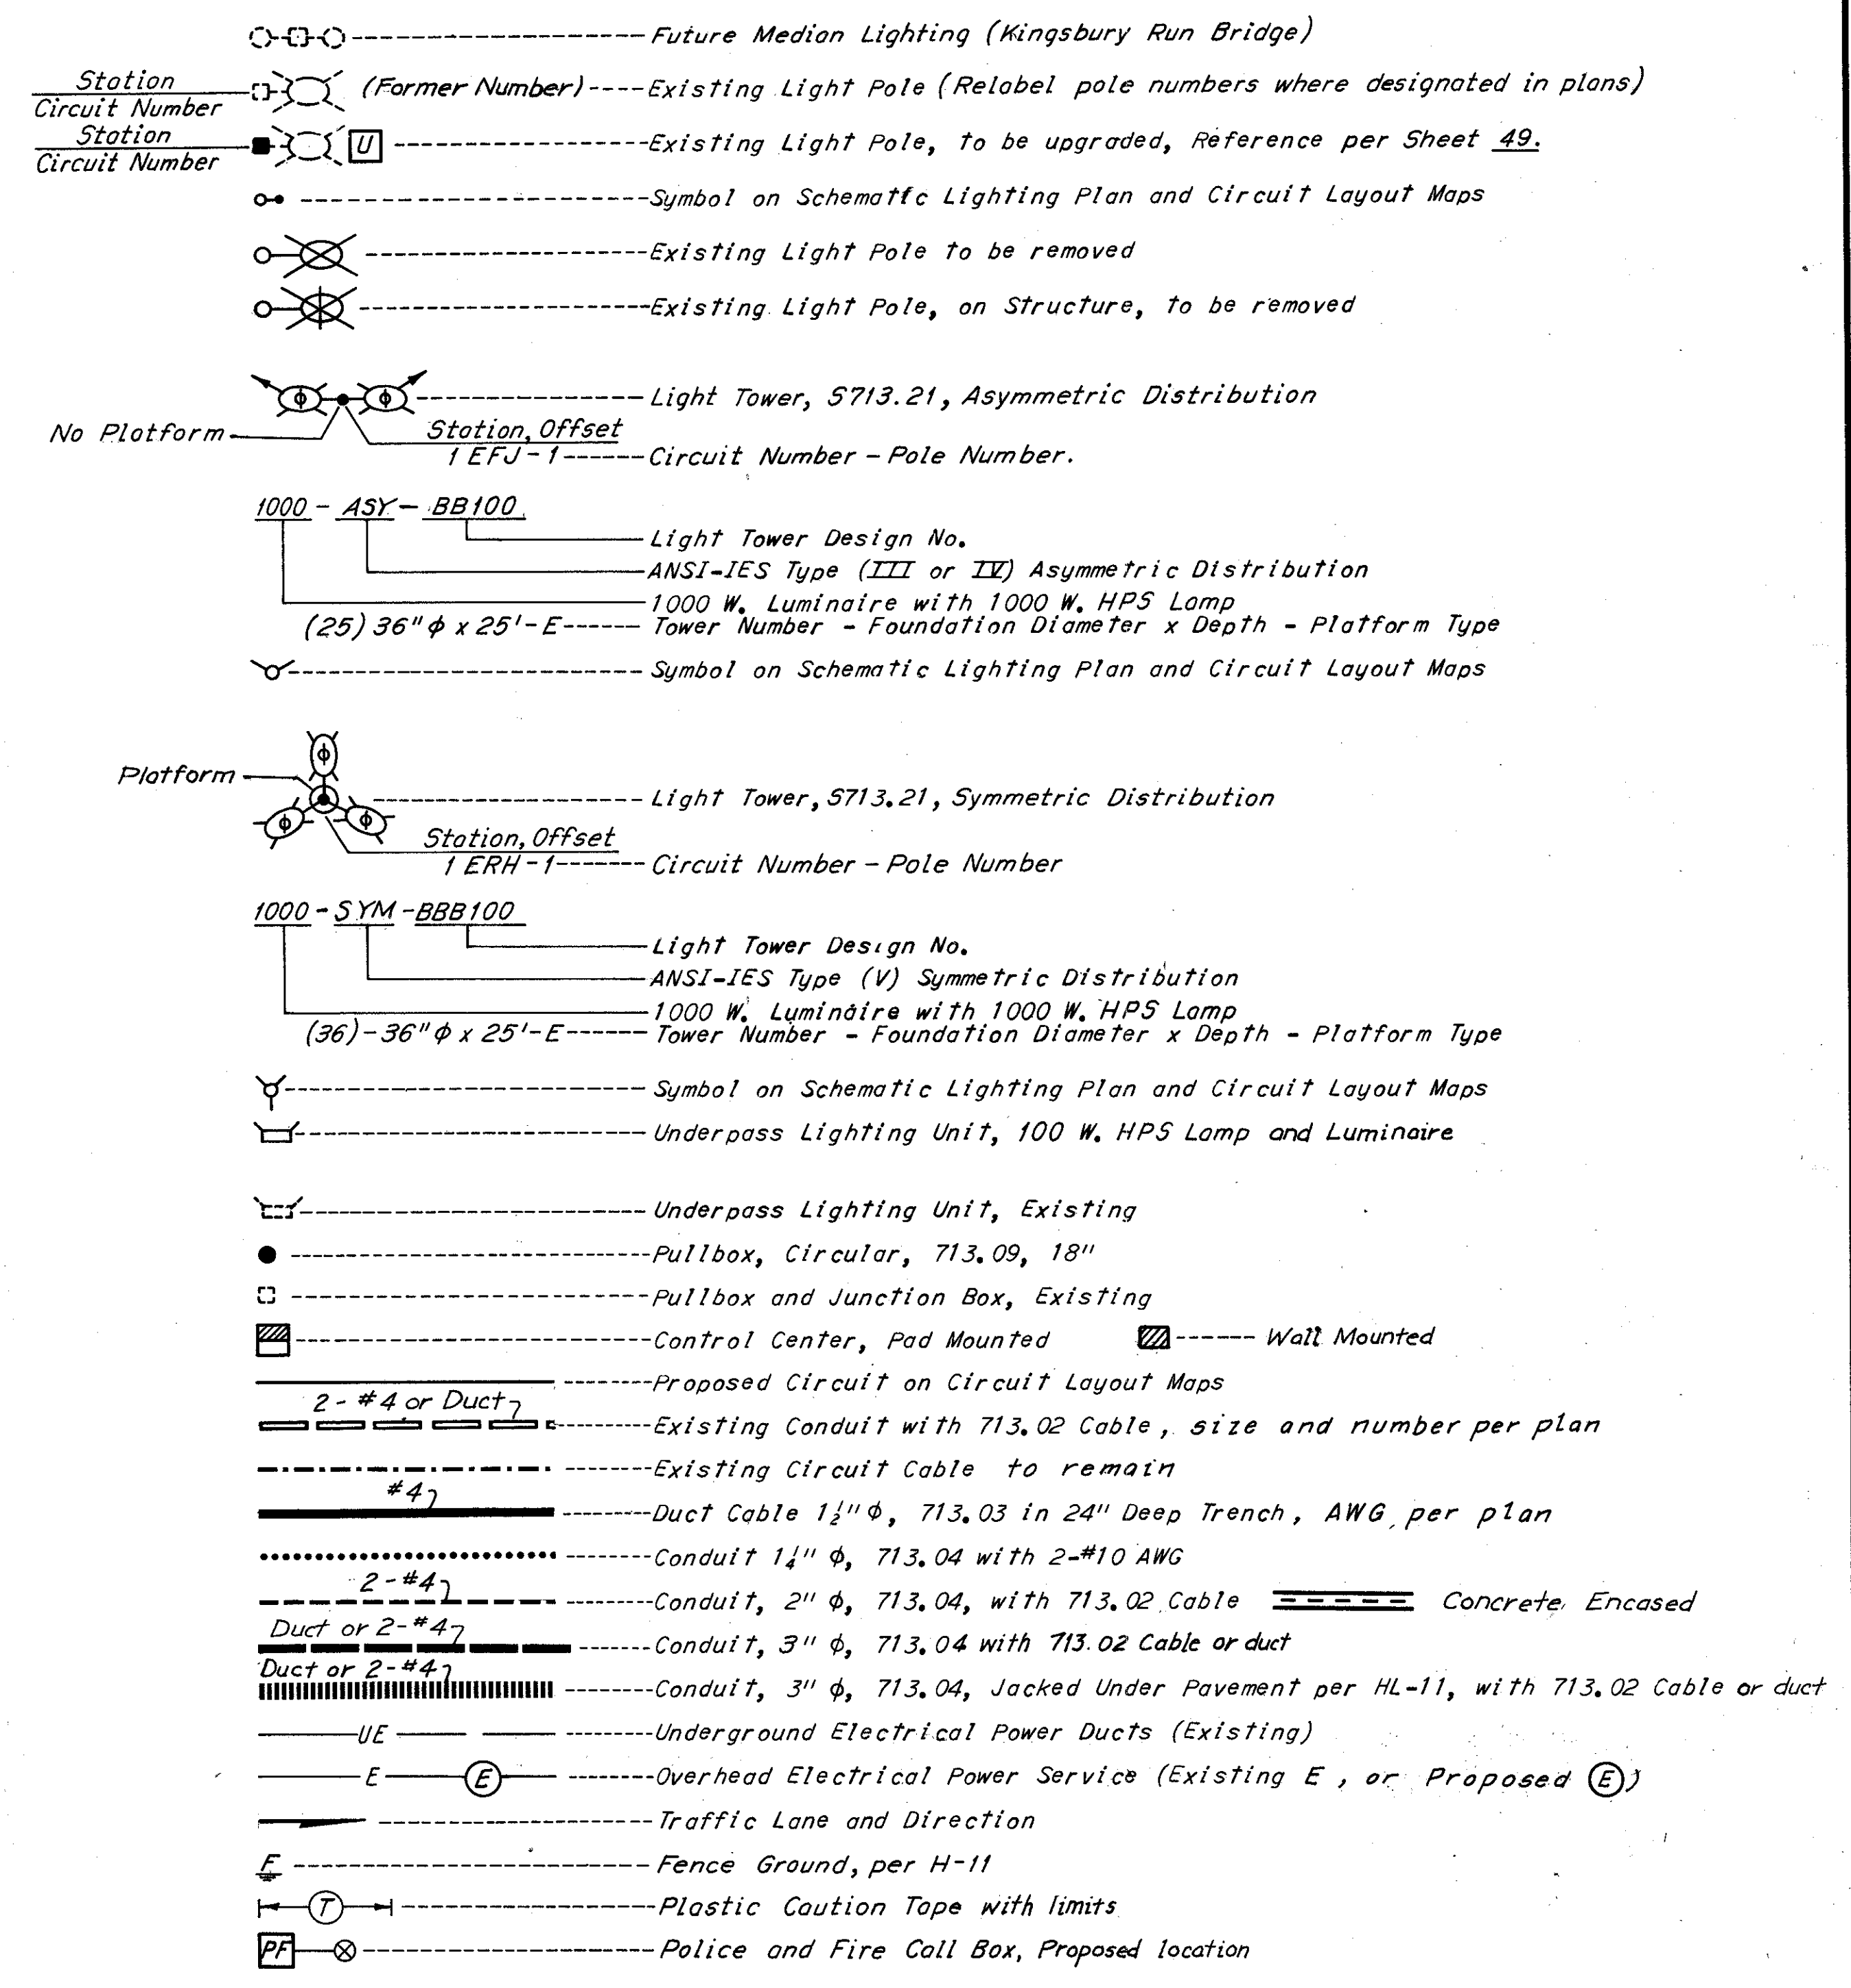 Future Median Lighting (Kingsbury Run Bridge)
Station
Circuit Number
(Former Number) Existing Light Pole (Relabel pole numbers where designated in plans)
Station
Circuit Number
U Existing Light Pole, to be upgraded, Reference per Sheet 49.
Symbol on Schematic Lighting Plan and Circuit Layout Maps
Existing Light Pole to be removed
Existing Light Pole, on Structure, to be removed
Light Tower, S713.21, Asymmetric Distribution
No Platform
Station, Offset
1 EFJ-1 Circuit Number - Pole Number.
1000 - ASY - BB100
Light Tower Design No.
ANSI-IES Type (III or IV) Asymmetric Distribution
1000 W. Luminaire with 1000 W. HPS Lamp
(25) 36" φ x 25'-E Tower Number - Foundation Diameter x Depth - Platform Type
Symbol on Schematic Lighting Plan and Circuit Layout Maps
Platform
Light Tower, S713.21, Symmetric Distribution
Station, Offset
1 ERH-1 Circuit Number - Pole Number
1000 - SYM - BBB100
Light Tower Design No.
ANSI-IES Type (V) Symmetric Distribution
1000 W. Luminaire with 1000 W. HPS Lamp
(36)-36" φ x 25'-E Tower Number - Foundation Diameter x Depth - Platform Type
Symbol on Schematic Lighting Plan and Circuit Layout Maps
Underpass Lighting Unit, 100 W. HPS Lamp and Luminaire
Underpass Lighting Unit, Existing
Pullbox, Circular, 713.09, 18"
Pullbox and Junction Box, Existing
Control Center, Pad Mounted Wall Mounted
Proposed Circuit on Circuit Layout Maps
2 - #4 or Duct
Existing Conduit with 713.02 Cable, size and number per plan
Existing Circuit Cable to remain
#4
Duct Cable 1½" φ, 713.03 in 24" Deep Trench, AWG per plan
Conduit 1¼" φ, 713.04 with 2-#10 AWG
2 - #4
Conduit, 2" φ, 713.04, with 713.02 Cable Concrete Encased
Duct or 2-#4
Conduit, 3" φ, 713.04 with 713.02 Cable or duct
Duct or 2-#4
Conduit, 3" φ, 713.04, Jacked Under Pavement per HL-11, with 713.02 Cable or duct
UE Underground Electrical Power Ducts (Existing)
E E Overhead Electrical Power Service (Existing E, or Proposed E)
Traffic Lane and Direction
F Fence Ground, per H-11
T Plastic Caution Tape with limits
PF Police and Fire Call Box, Proposed location